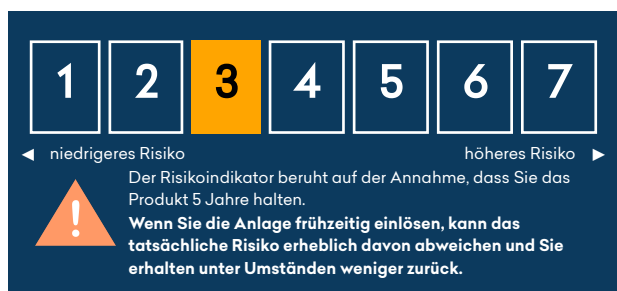 1 2 3 4 5 6 7
◄ niedrigeres Risiko höheres Risiko ►
Der Risikoindikator beruht auf der Annahme, dass Sie das
Produkt 5 Jahre halten.
Wenn Sie die Anlage frühzeitig einlösen, kann das
tatsächliche Risiko erheblich davon abweichen und Sie
erhalten unter Umständen weniger zurück.
!